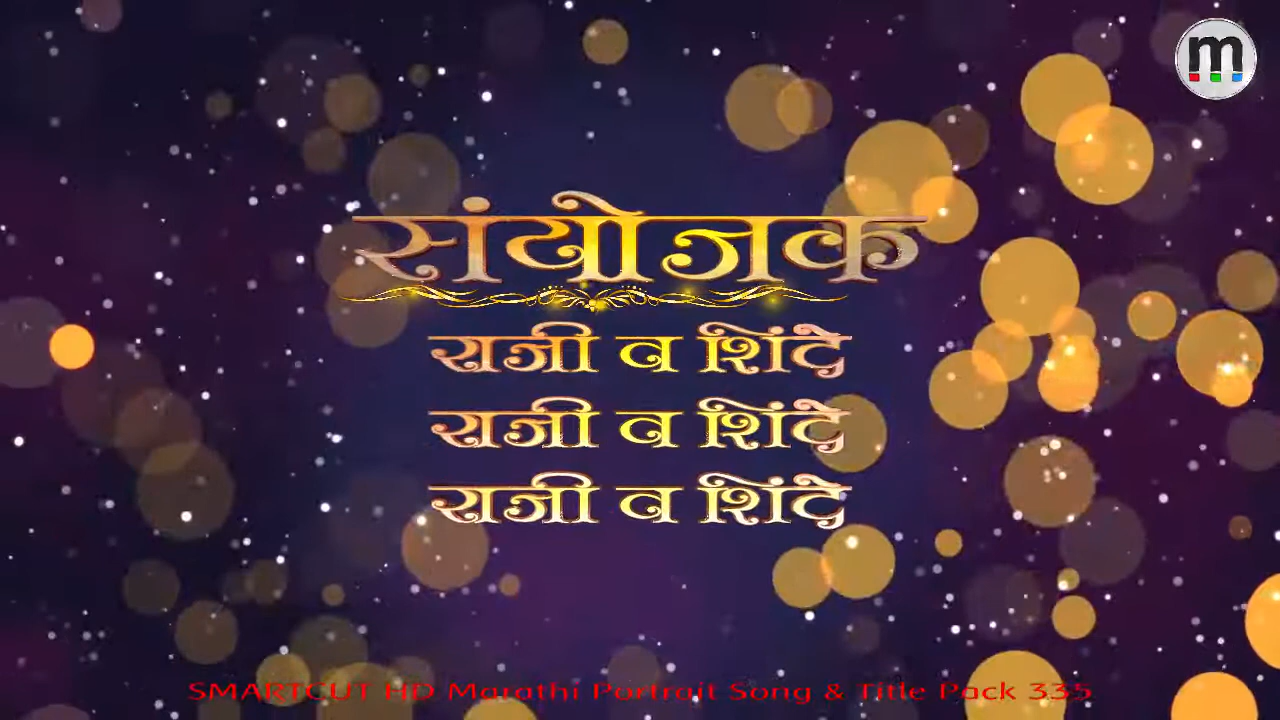 m
संयोजक
राजी व शिंदे
राजी व शिंदे
राजी व शिंदे
SMARTCUT HD Marathi Portrait Song & Title Pack 335